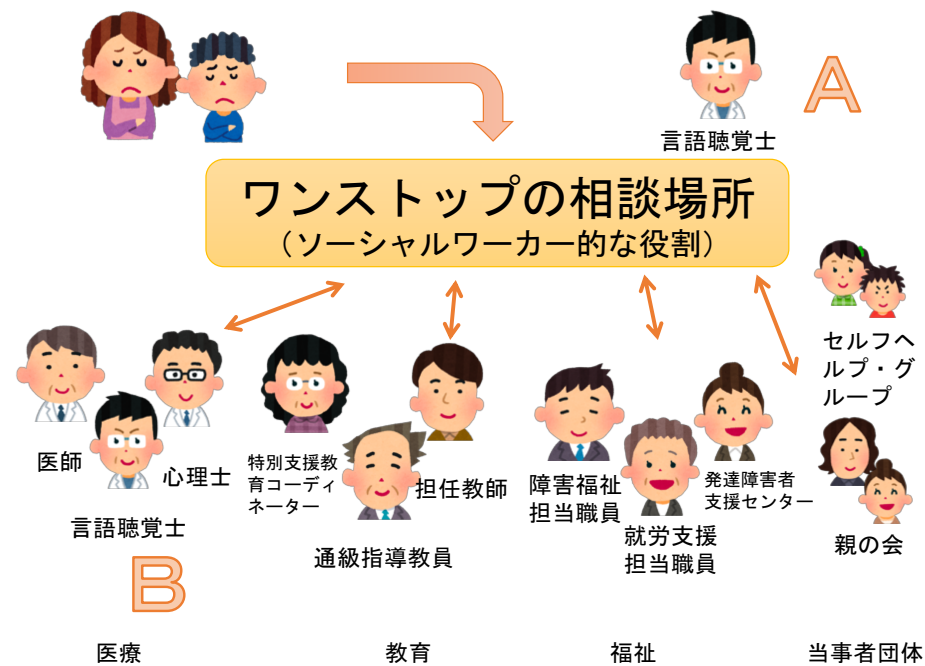 言語聴覚士
A
ワンストップの相談場所
（ソーシャルワーカー的な役割）
医師
心理士
言語聴覚士
B
特別支援教
育コーディ
ネーター
担任教師
通級指導教員
障害福祉
担当職員
就労支援
担当職員
発達障害者
支援センター
セルフヘ
ルプ・グ
ループ
親の会
医療
教育
福祉
当事者団体